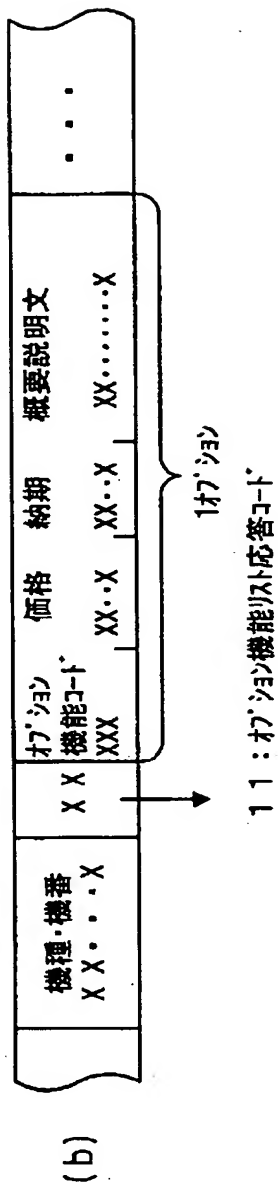 (b)
機種・機番
XX・・・・X
XX
オプション
機能コード
XXX
価格
XX・・X
納期
XX・・X
概要説明文
XX・・・・・・・・X
・・・
1オプション
11：オプション機能リスト応答コード